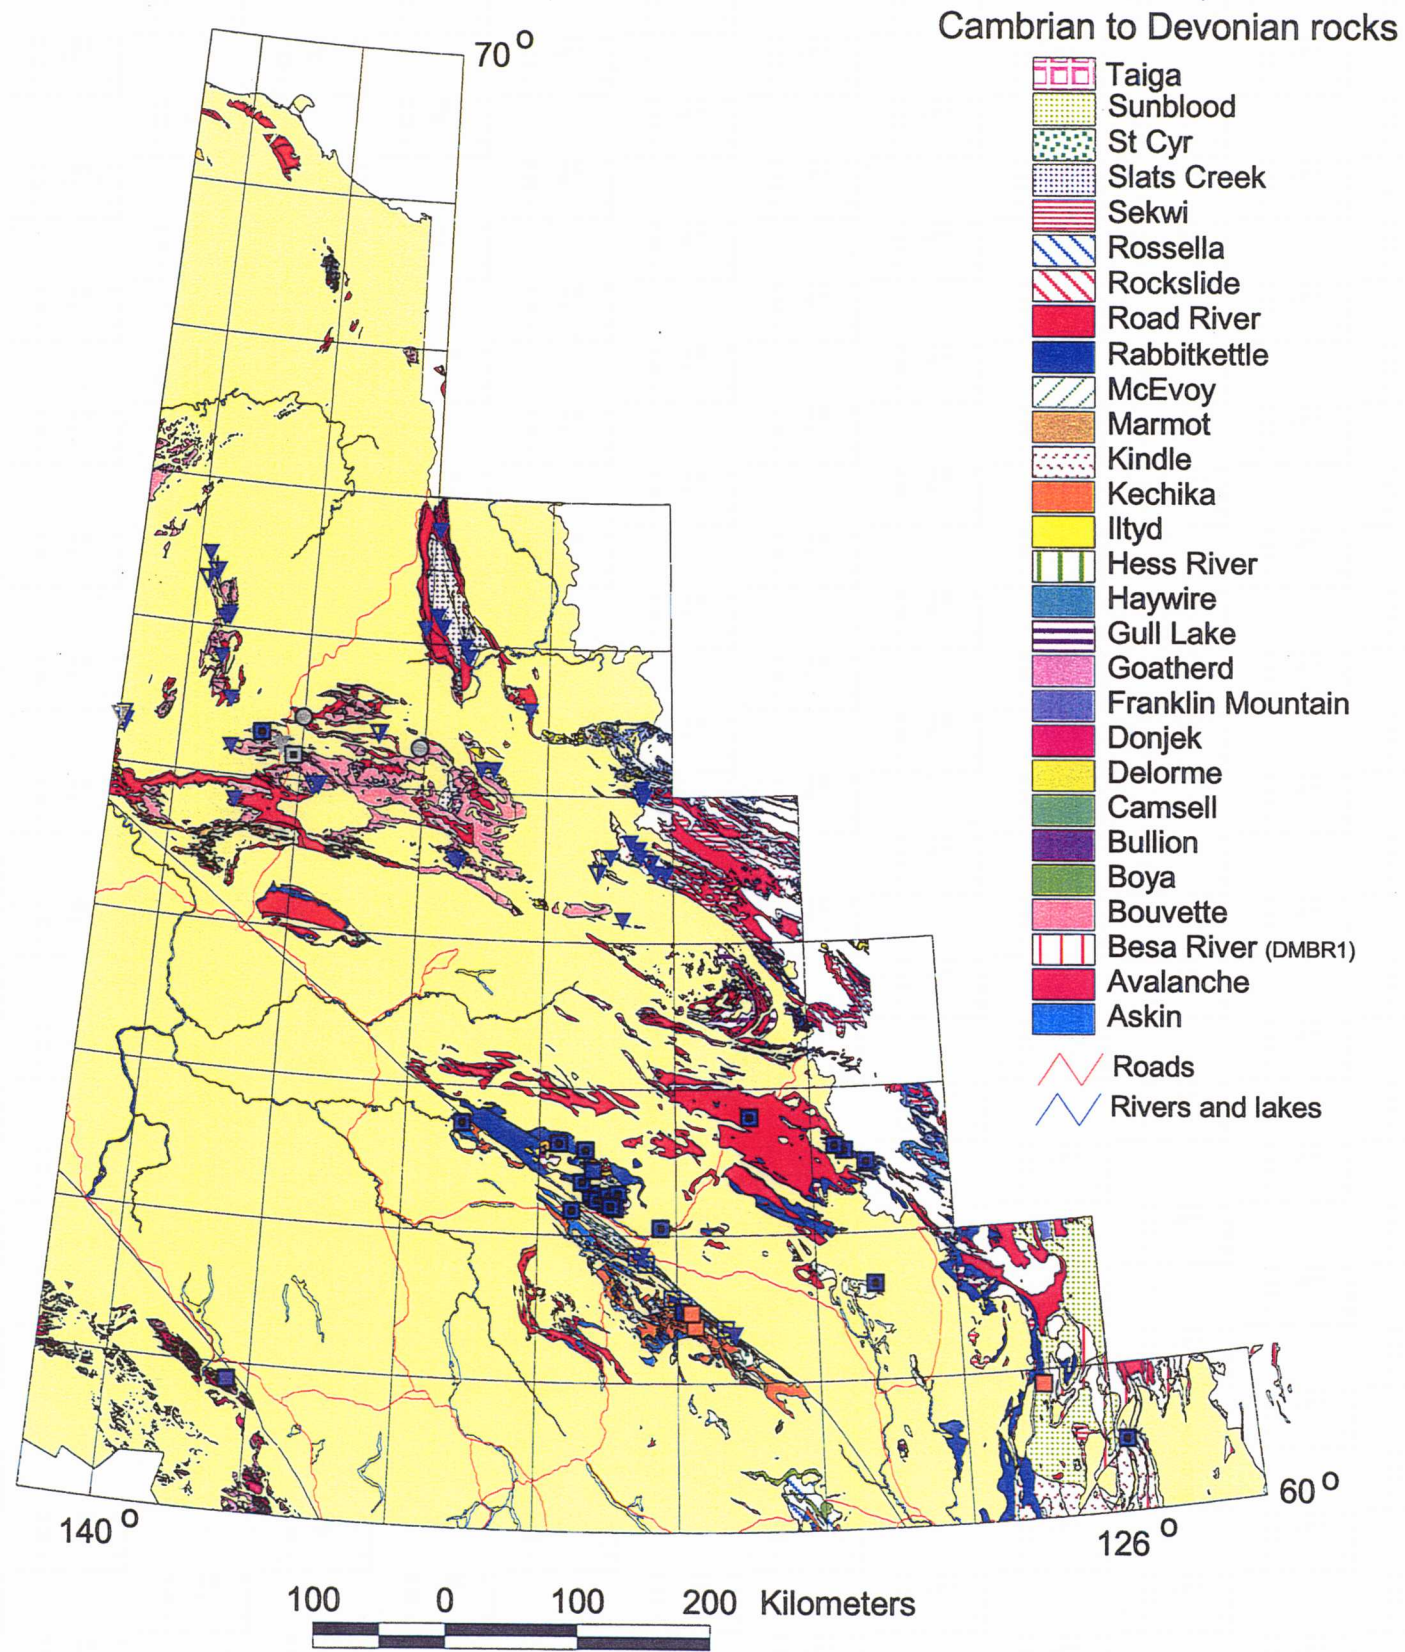 Cambrian to Devonian rocks
Taiga
Sunblood
St Cyr
Slats Creek
Sekwi
Rossella
Rockslide
Road River
Rabbitkettle
McEvoy
Marmot
Kindle
Kechika
Iltyd
Hess River
Haywire
Gull Lake
Goatherd
Franklin Mountain
Donjek
Delorme
Camsell
Bullion
Boya
Bouvette
Besa River (DMBR1)
Avalanche
Askin
Roads
Rivers and lakes
70°
60°
140°
126°
100 0 100 200 Kilometers